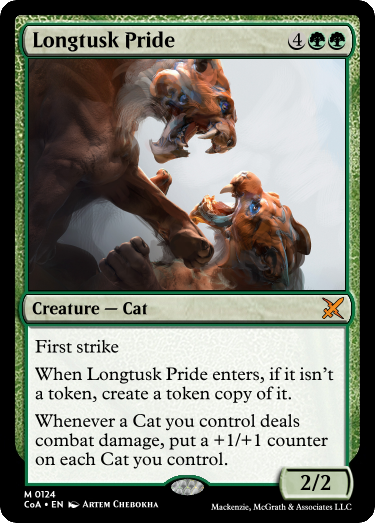 Longtusk Pride 4
Creature — Cat
First strike
When Longtusk Pride enters, if it isn't
a token, create a token copy of it.
Whenever a Cat you control deals
combat damage, put a +1/+1 counter
on each Cat you control.
2/2
M 0124
CoA • EN Artem Chebokha
Mackenzie, McGrath & Associates LLC